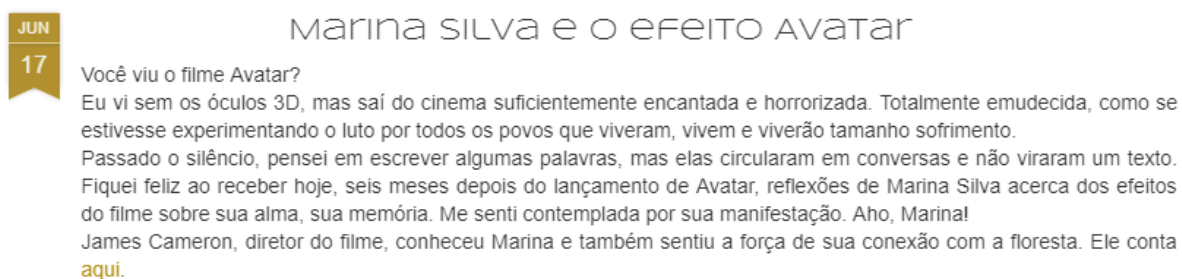 JUN
17
Marina Silva e o efeito Avatar
Você viu o filme Avatar?
Eu vi sem os óculos 3D, mas saí do cinema suficientemente encantada e horrorizada. Totalmente emudecida, como se
estivesse experimentando o luto por todos os povos que viveram, vivem e viverão tamanho sofrimento.
Passado o silêncio, pensei em escrever algumas palavras, mas elas circularam em conversas e não viraram um texto.
Fiquei feliz ao receber hoje, seis meses depois do lançamento de Avatar, reflexões de Marina Silva acerca dos efeitos
do filme sobre sua alma, sua memória. Me senti contemplada por sua manifestação. Aho, Marina!
James Cameron, diretor do filme, conheceu Marina e também sentiu a força de sua conexão com a floresta. Ele conta
aqui.